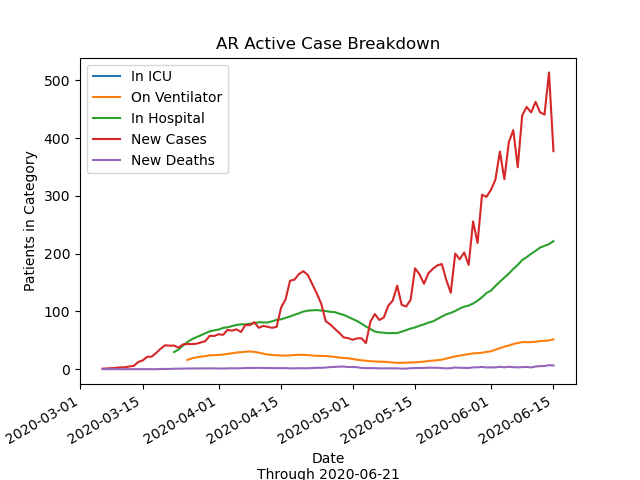 AR Active Case Breakdown
In ICU
On Ventilator
In Hospital
New Cases
New Deaths
Patients in Category
500
400
300
200
100
0
2020-03-01
2020-03-15
2020-04-01
2020-04-15
2020-05-01
2020-05-15
2020-06-01
2020-06-15
Date
Through 2020-06-21